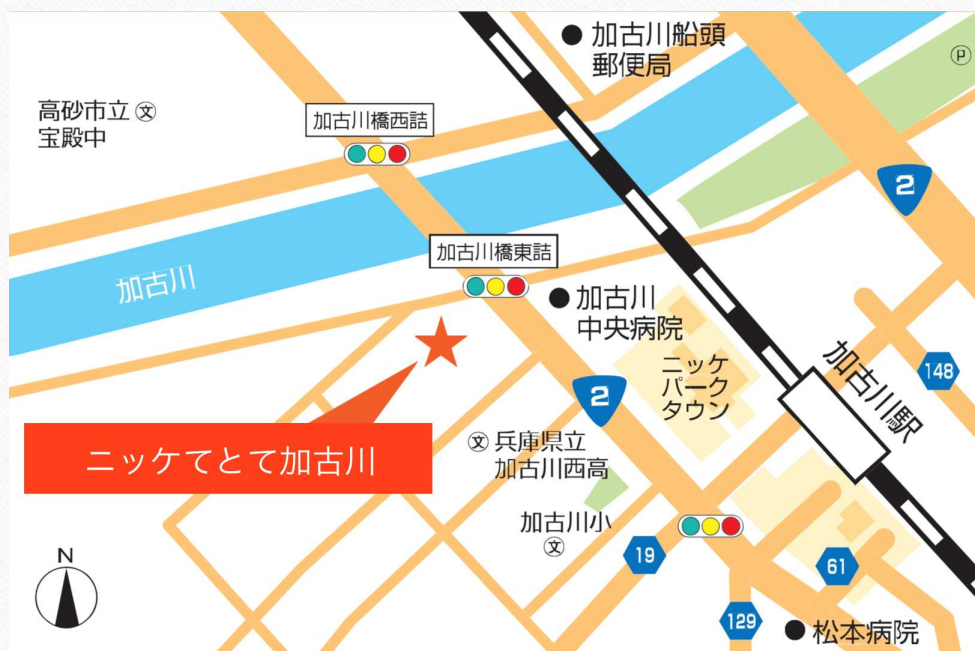 加古川船頭
郵便局
P
高砂市立 文
宝殿中
加古川橋西詰
2
加古川橋東詰
加古川
加古川
中央病院
ニッケ
パーク
タウン
加古川駅
148
2
ニッケてとて加古川
文 兵庫県立
加古川西高
加古川小
文
19
61
129
松本病院
N